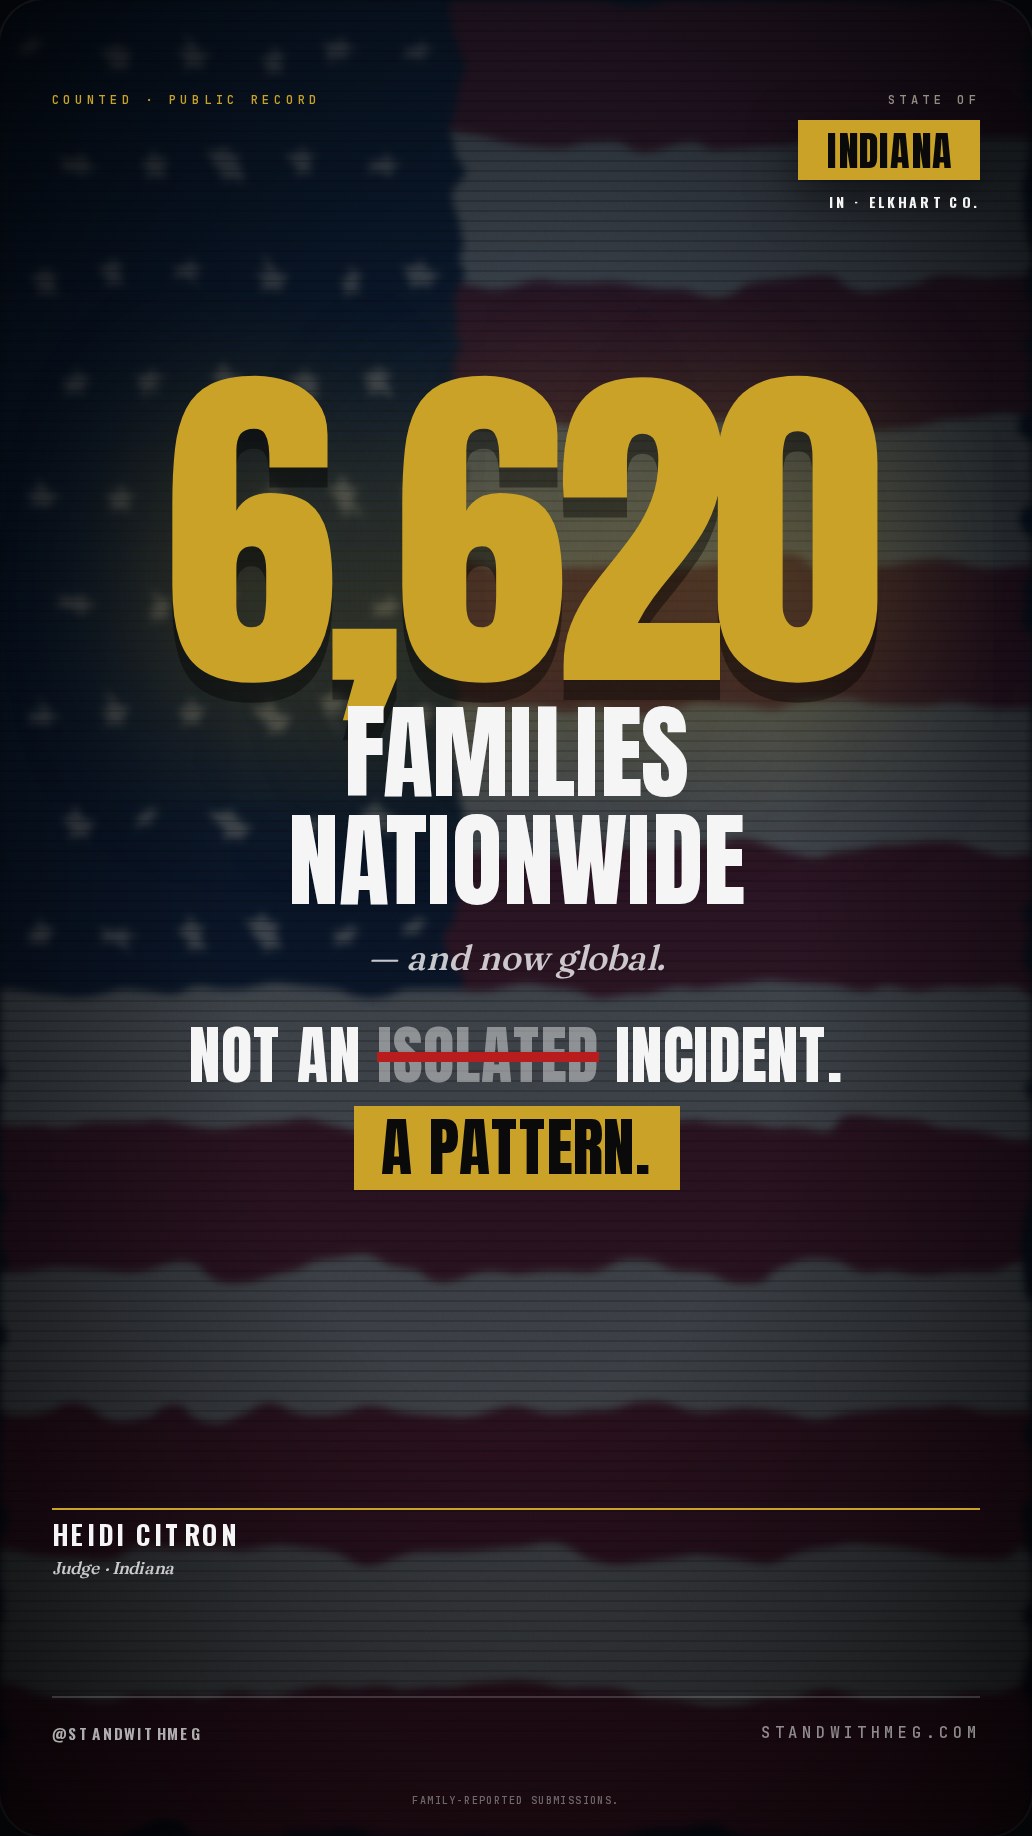 COUNTED · PUBLIC RECORD
STATE OF
INDIANA
IN · ELKHART CO.
6,620
FAMILIES
NATIONWIDE
— and now global.
NOT AN ISOLATED INCIDENT.
A PATTERN.
HEIDI CITRON
Judge · Indiana
@STANDWITHMEG
STANDWITHMEG.COM
FAMILY-REPORTED SUBMISSIONS.